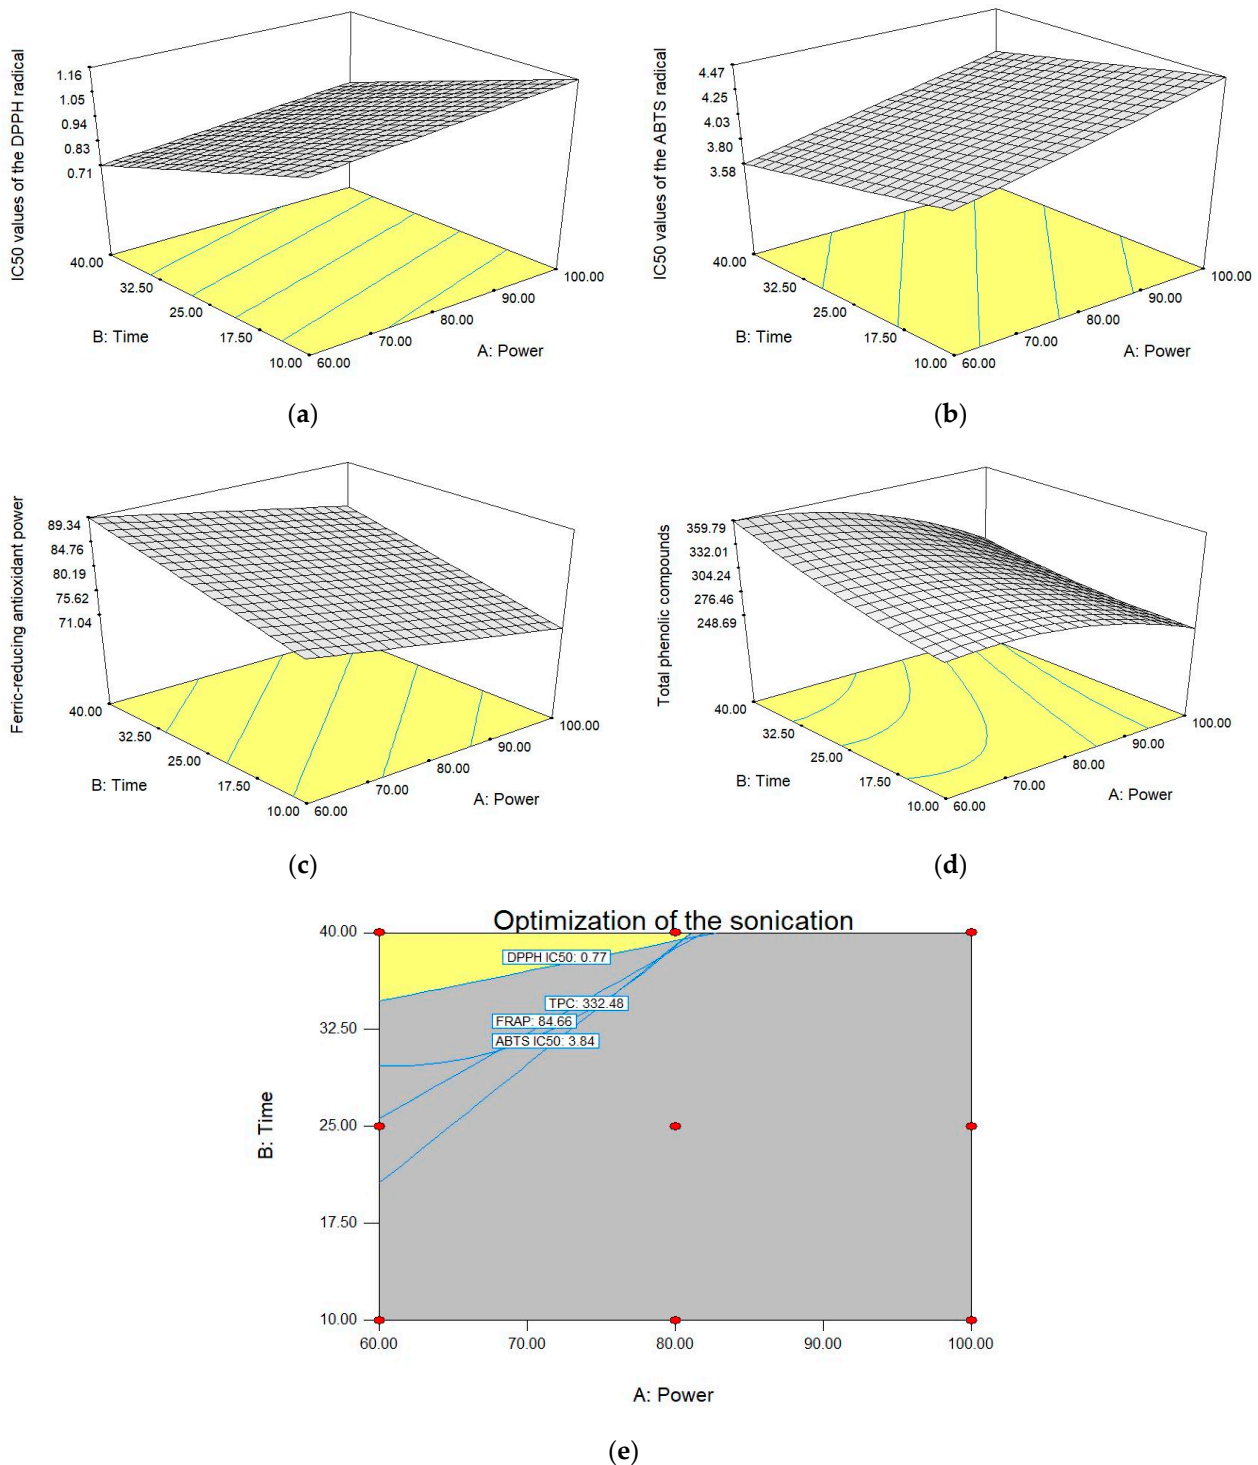 IC50 values of the DPPH radical
1.16
1.05
0.94
0.83
0.71
40.00
32.50
25.00
17.50
10.00
B: Time
60.00
70.00
80.00
90.00
100.00
A: Power
(a)
IC50 values of the ABTS radical
4.47
4.25
4.03
3.80
3.58
40.00
32.50
25.00
17.50
10.00
B: Time
60.00
70.00
80.00
90.00
100.00
A: Power
(b)
Ferric-reducing antioxidant power
89.34
84.76
80.19
75.62
71.04
40.00
32.50
25.00
17.50
10.00
B: Time
60.00
70.00
80.00
90.00
100.00
A: Power
(c)
Total phenolic compounds
359.79
332.01
304.24
276.46
248.69
40.00
32.50
25.00
17.50
10.00
B: Time
60.00
70.00
80.00
90.00
100.00
A: Power
(d)
Optimization of the sonication
40.00
32.50
25.00
17.50
10.00
B: Time
DPPH IC50: 0.77
TPC: 332.48
FRAP: 84.66
ABTS IC50: 3.84
60.00
70.00
80.00
90.00
100.00
A: Power
(e)